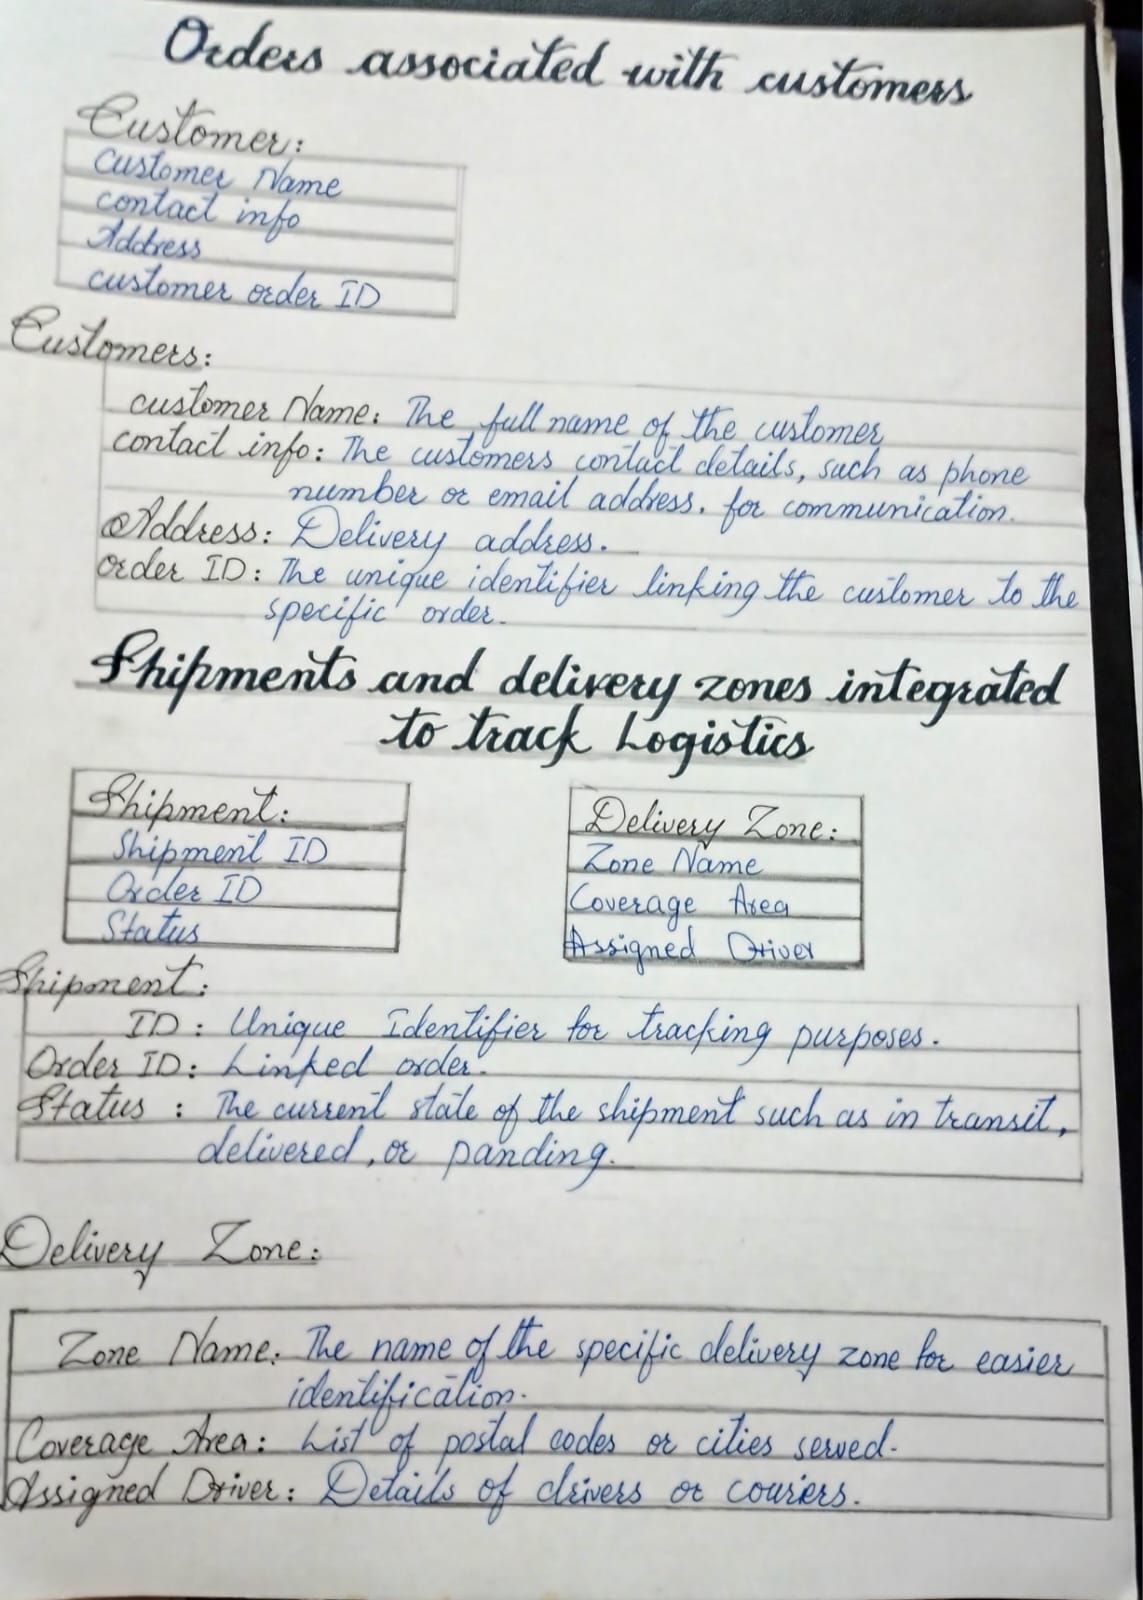 Orders associated with customers
Customer:
Customer Name
contact info
Address
customer order ID
Customers:
customer Name: The full name of the customer
contact info: The customers contact details, such as phone
number or email address. for communication.
Address: Delivery address.
order ID: The unique identifier linking the customer to the
specific order.
Shipments and delivery zones integrated
to track Logistics
Shipment:
Shipment ID
Order ID
Status
Delivery Zone:
Zone Name
Coverage Area
Assigned Driver
Shipment:
ID: Unique Identifier for tracking purposes.
Order ID: Linked order.
Status: The current state of the shipment such as in transit,
delivered, or panding.
Delivery Zone:
Zone Name: The name of the specific delivery zone for easier
identification.
Coverage Area: List of postal codes or cities served.
Assigned Driver: Details of drivers or couriers.